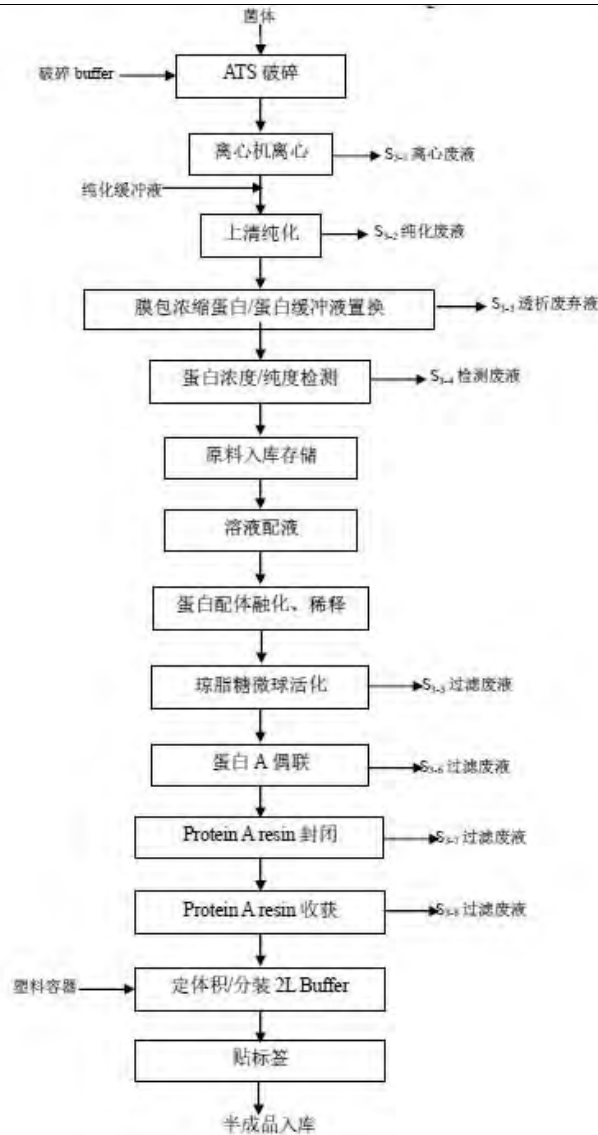 菌体
破碎 buffer
ATS 破碎
离心机离心
S₃₋₁ 离心废液
纯化缓冲液
上清纯化
S₃₋₂ 纯化废液
膜包浓缩蛋白/蛋白缓冲液置换
S₃₋₃ 透析废弃液
蛋白浓度/纯度检测
S₃₋₄ 检测废液
原料入库存储
溶液配液
蛋白配体融化、稀释
琼脂糖微球活化
S₃₋₅ 过滤废液
蛋白 A 偶联
S₃₋₆ 过滤废液
Protein A resin 封闭
S₃₋₇ 过滤废液
Protein A resin 收获
S₃₋₈ 过滤废液
塑料容器
定体积/分装 2L Buffer
贴标签
半成品入库